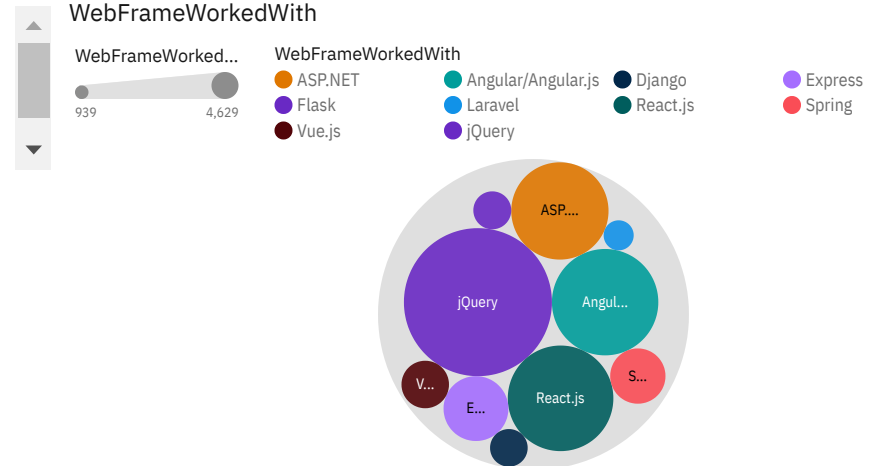 WebFrameWorkedWith
WebFrameWorked...
939 4,629
WebFrameWorkedWith
ASP.NET Angular/Angular.js Django Express
Flask Laravel React.js Spring
Vue.js jQuery
ASP....
jQuery Angul...
V... S...
E... React.js